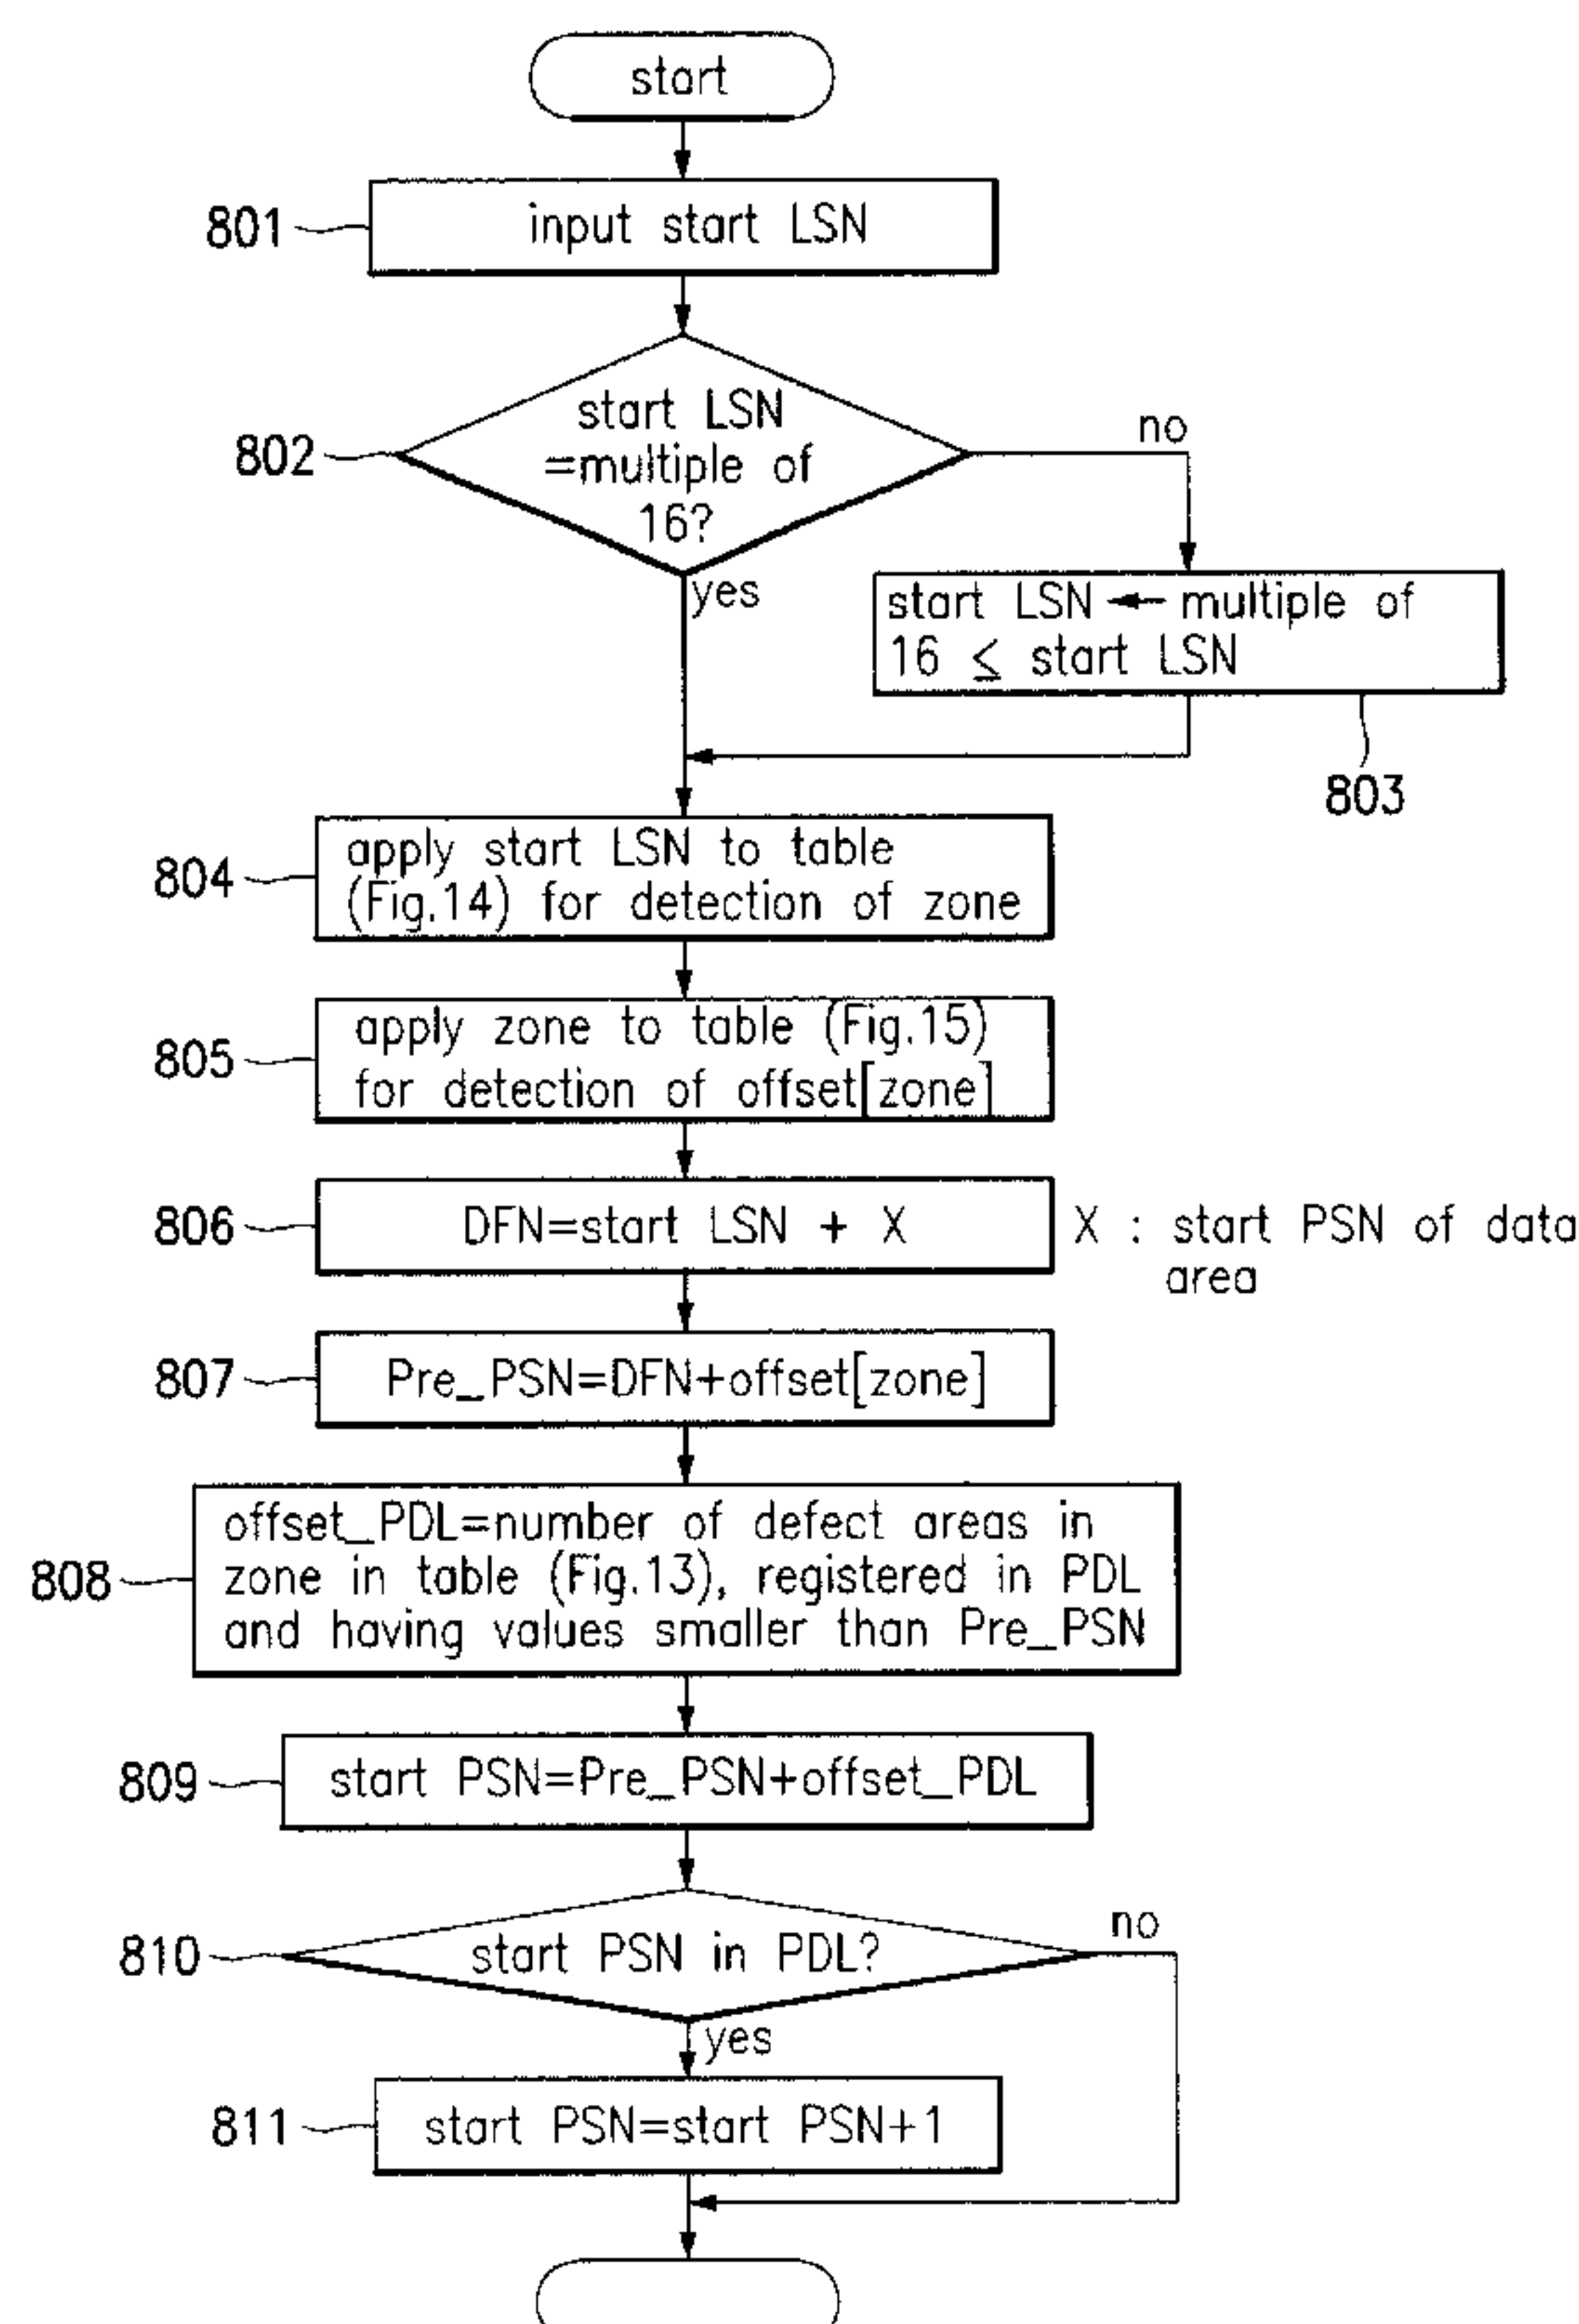 start
801
input start LSN
802
start LSN
=multiple of
16?
no
yes
start LSN ← multiple of
16 ≤ start LSN
803
804
apply start LSN to table
(Fig.14) for detection of zone
805
apply zone to table (Fig.15)
for detection of offset[zone]
806
DFN=start LSN + X
X : start PSN of data
area
807
Pre_PSN=DFN+offset[zone]
808
offset_PDL=number of defect areas in
zone in table (Fig.13), registered in PDL
and having values smaller than Pre_PSN
809
start PSN=Pre_PSN+offset_PDL
810
start PSN in PDL?
no
yes
811
start PSN=start PSN+1